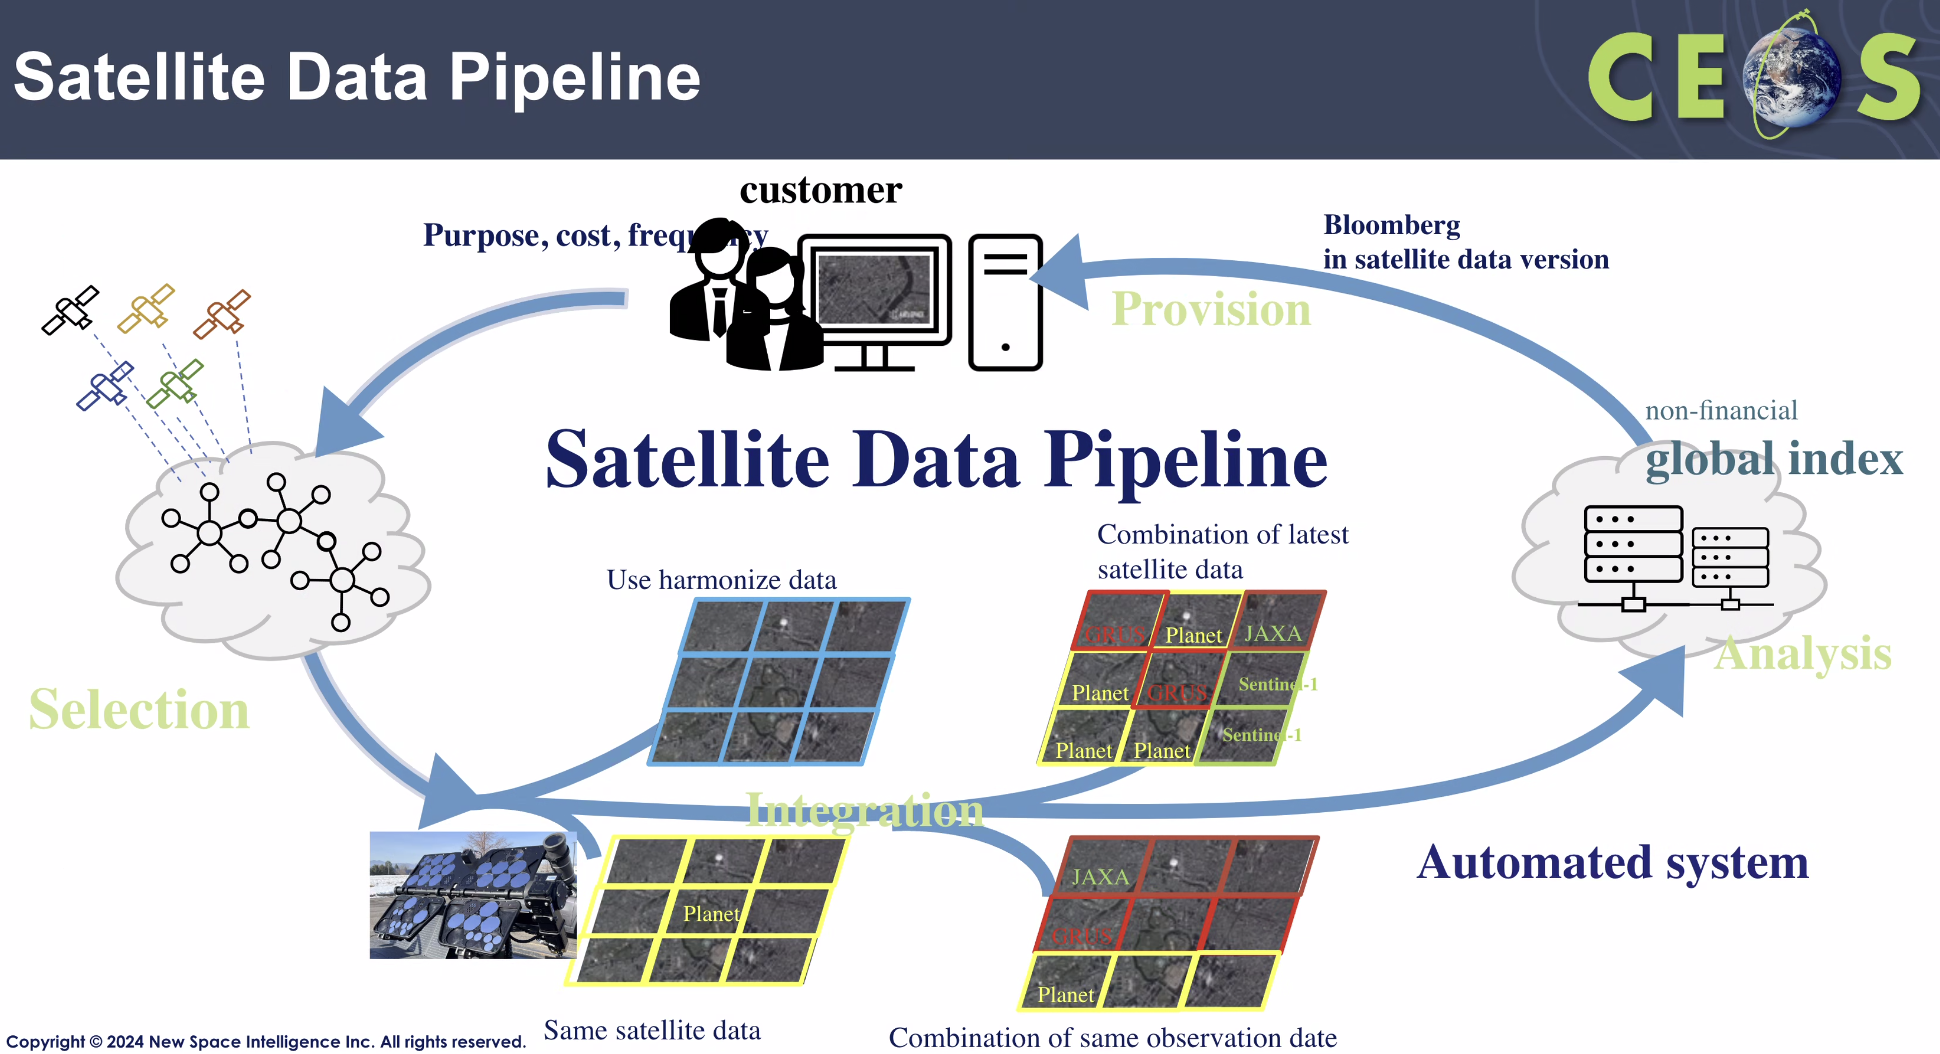 Satellite Data Pipeline
CEOS
customer
Purpose, cost, frequency
Bloomberg
in satellite data version
Provision
non-financial
global index
Satellite Data Pipeline
Combination of latest
satellite data
Use harmonize data
GRUS
Planet
JAXA
Planet
GRUS
Sentinel-1
Planet
Planet
Sentinel-1
Analysis
Selection
Integration
Automated system
Planet
JAXA
GRUS
Planet
Same satellite data
Combination of same observation date
Copyright © 2024 New Space Intelligence Inc. All rights reserved.